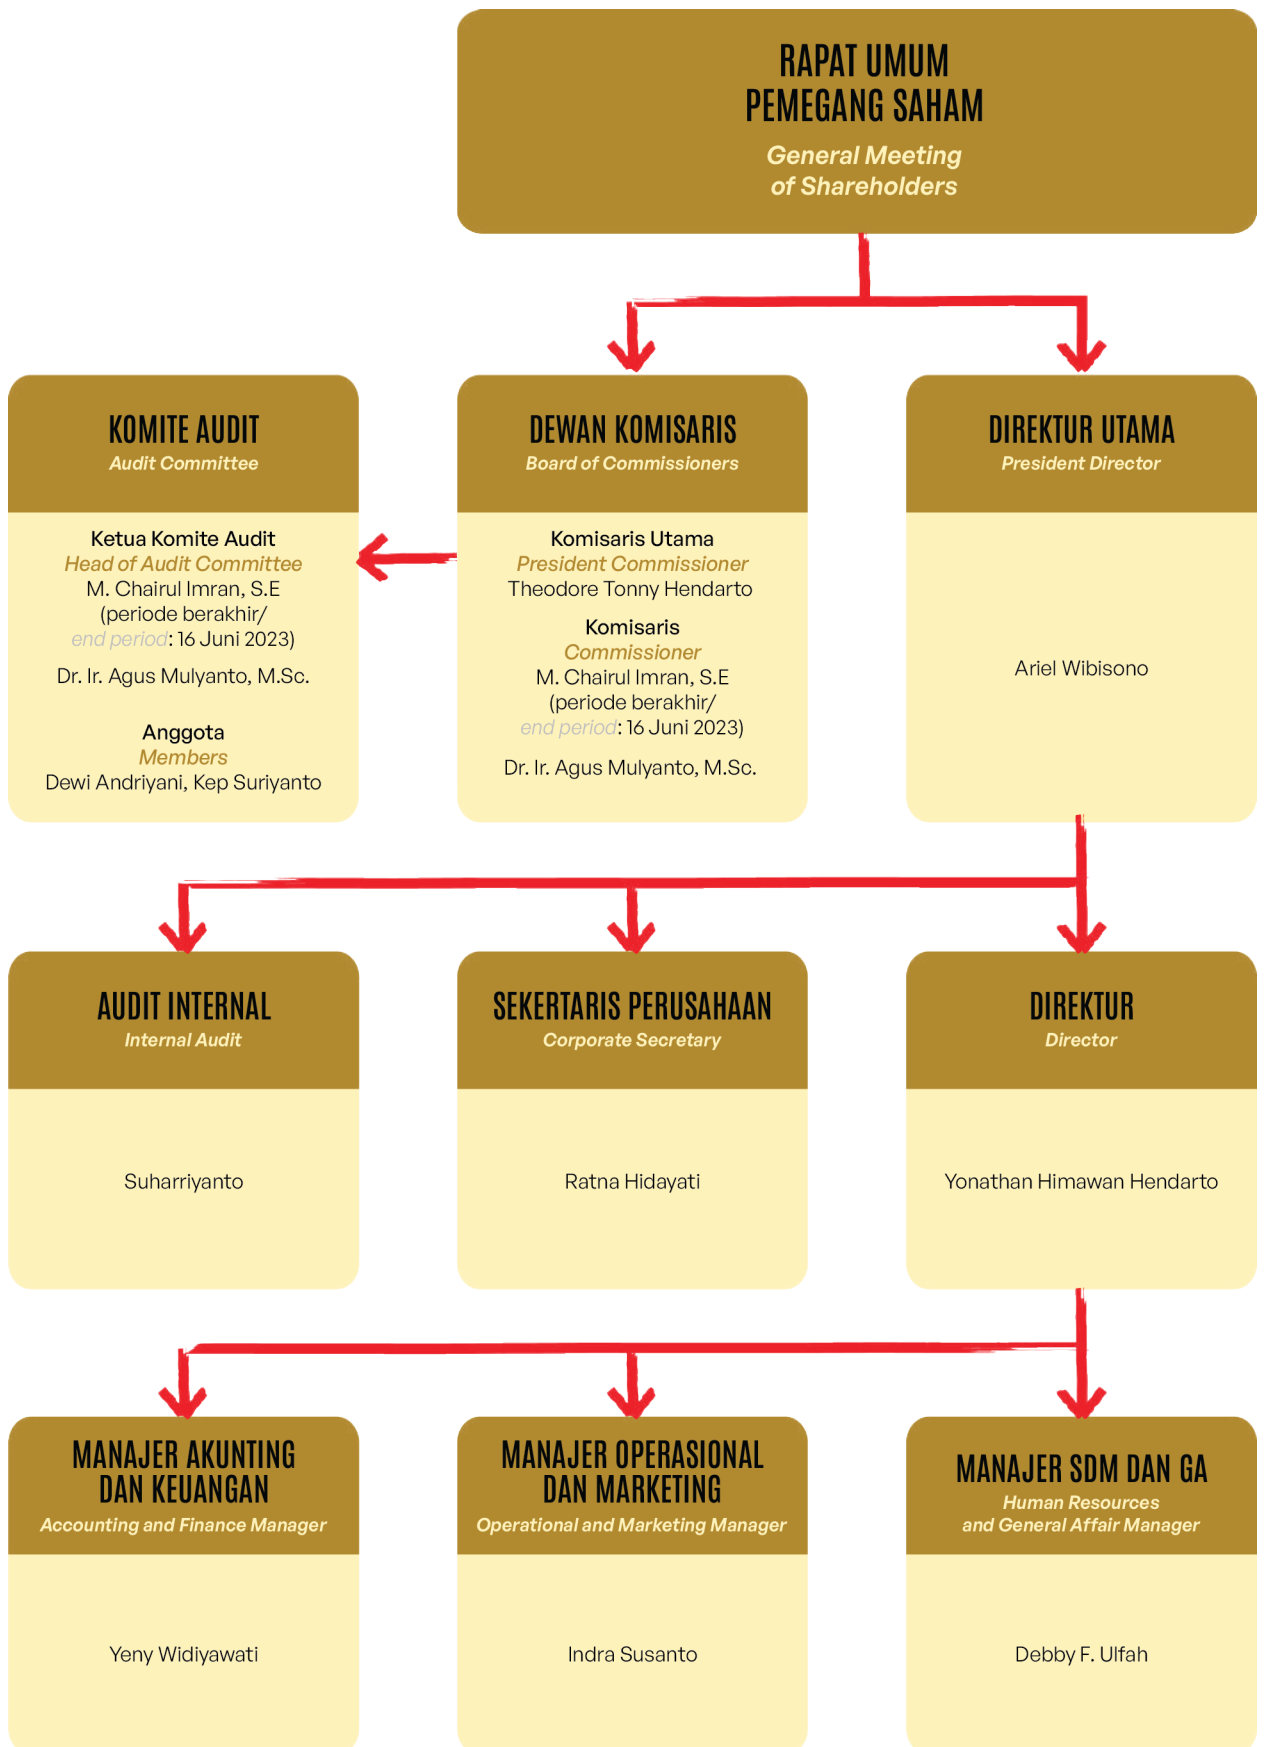 RAPAT UMUM
PEMEGANG SAHAM
General Meeting
of Shareholders
KOMITE AUDIT
Audit Committee
Ketua Komite Audit
Head of Audit Committee
M. Chairul Imran, S.E
(periode berakhir/
end period: 16 Juni 2023)
Dr. Ir. Agus Mulyanto, M.Sc.
Anggota
Members
Dewi Andriyani, Kep Suriyanto
DEWAN KOMISARIS
Board of Commissioners
Komisaris Utama
President Commissioner
Theodore Tonny Hendarto
Komisaris
Commissioner
M. Chairul Imran, S.E
(periode berakhir/
end period: 16 Juni 2023)
Dr. Ir. Agus Mulyanto, M.Sc.
DIREKTUR UTAMA
President Director
Ariel Wibisono
AUDIT INTERNAL
Internal Audit
Suharriyanto
SEKERTARIS PERUSAHAAN
Corporate Secretary
Ratna Hidayati
DIREKTUR
Director
Yonathan Himawan Hendarto
MANAJER AKUNTING
DAN KEUANGAN
Accounting and Finance Manager
Yeny Widiyawati
MANAJER OPERASIONAL
DAN MARKETING
Operational and Marketing Manager
Indra Susanto
MANAJER SDM DAN GA
Human Resources
and General Affair Manager
Debby F. Ulfah